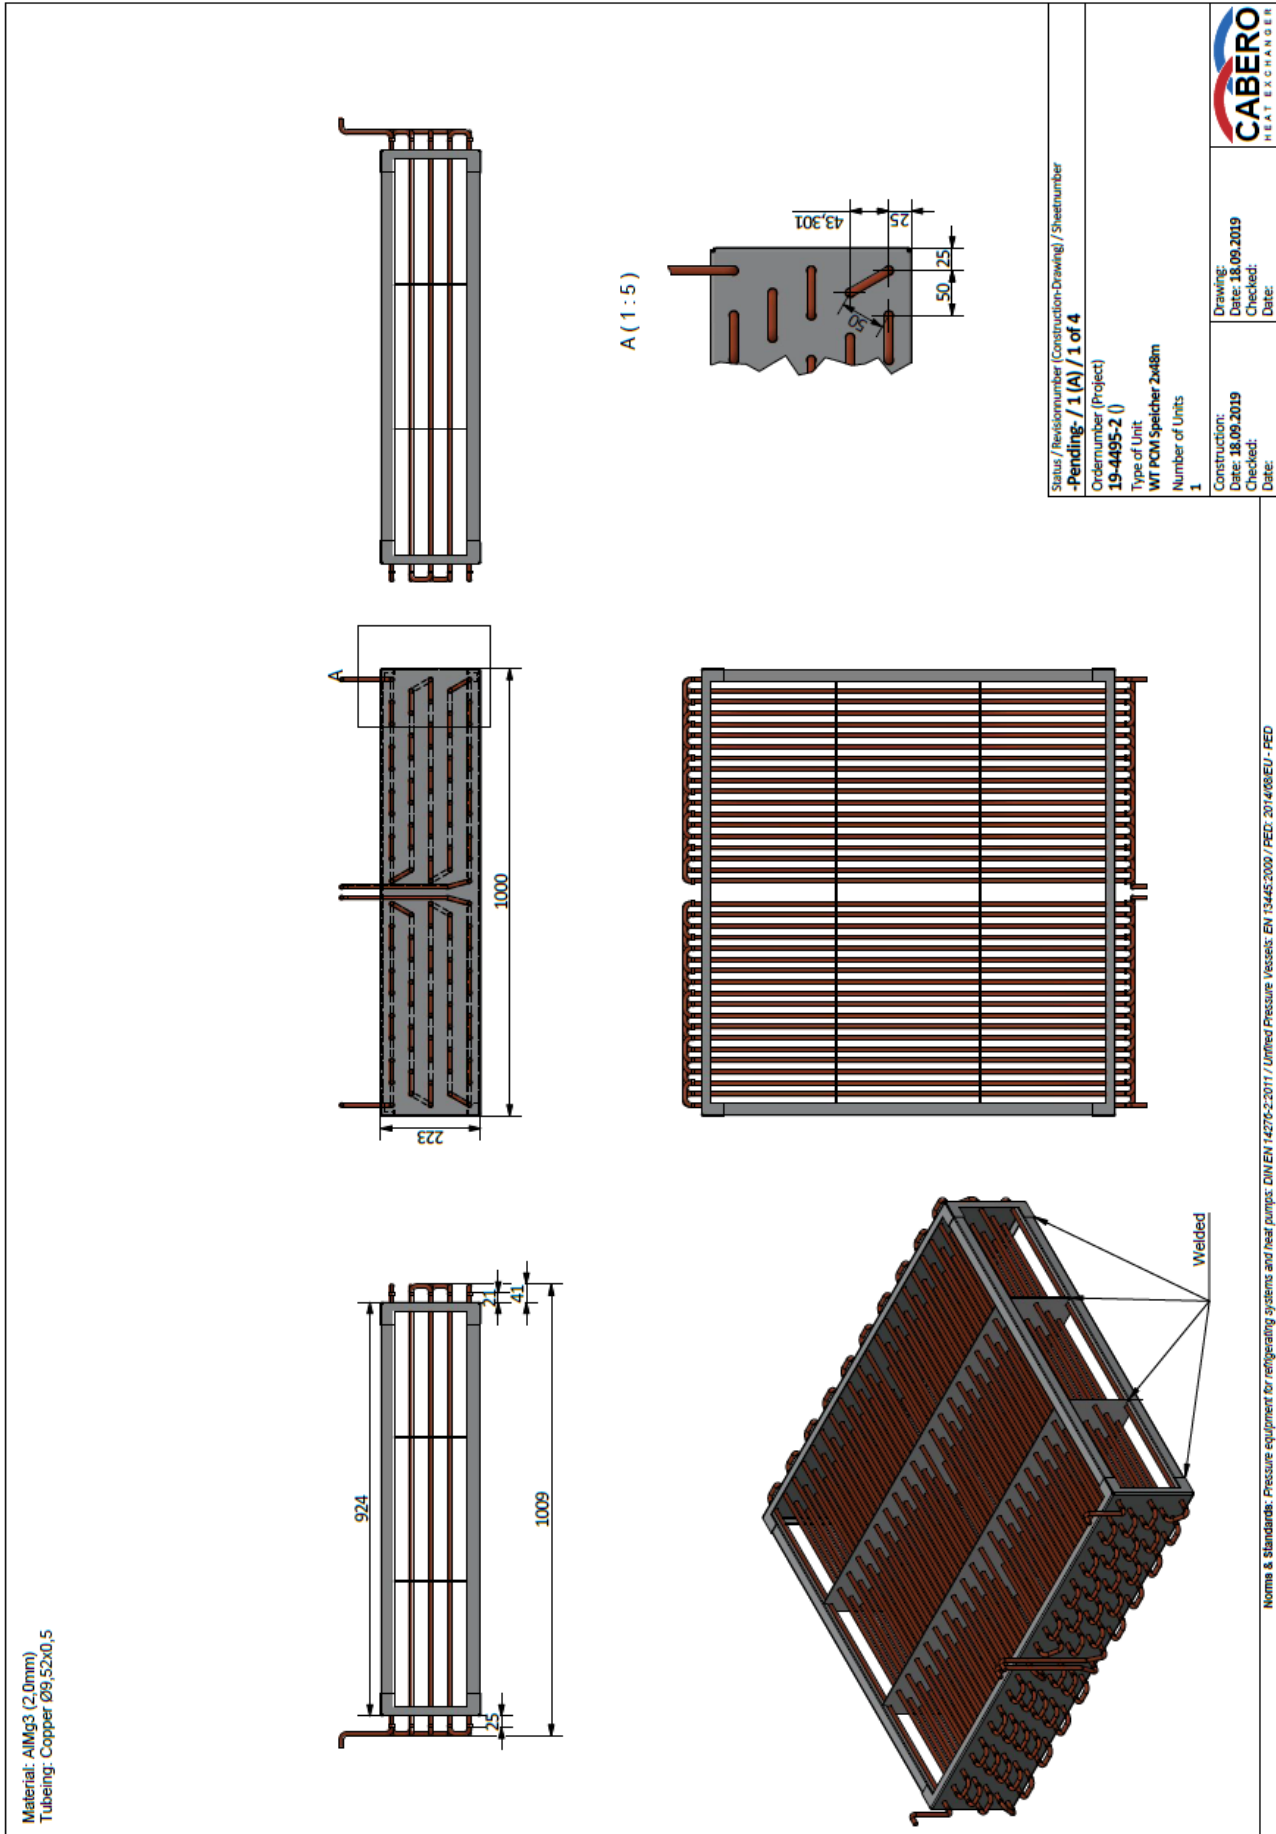 Material: AlMg3 (2,0mm)
Tubeing: Copper Ø9,52x0,5
924
25
21
41
1009
A
223
1000
A ( 1 : 5 )
43,301
25
25
50
50
Welded
Status / Revisionnumber (Construction-Drawing) / Sheetnumber
-Pending- / 1 (A) / 1 of 4
Ordernumber (Project)
19-4495-2 ()
Type of Unit
WT PCM Speicher 2x48m
Number of Units
1
Construction:
Date: 18.09.2019
Checked:
Date:
Drawing:
Date: 18.09.2019
Checked:
Date:
CABERO
HEAT EXCHANGER
Norms & Standards: Pressure equipment for refrigerating systems and heat pumps: DIN EN 14276-2:2011 / Unfired Pressure Vessels: EN 13445:2009 / PED: 2014/68/EU - PED